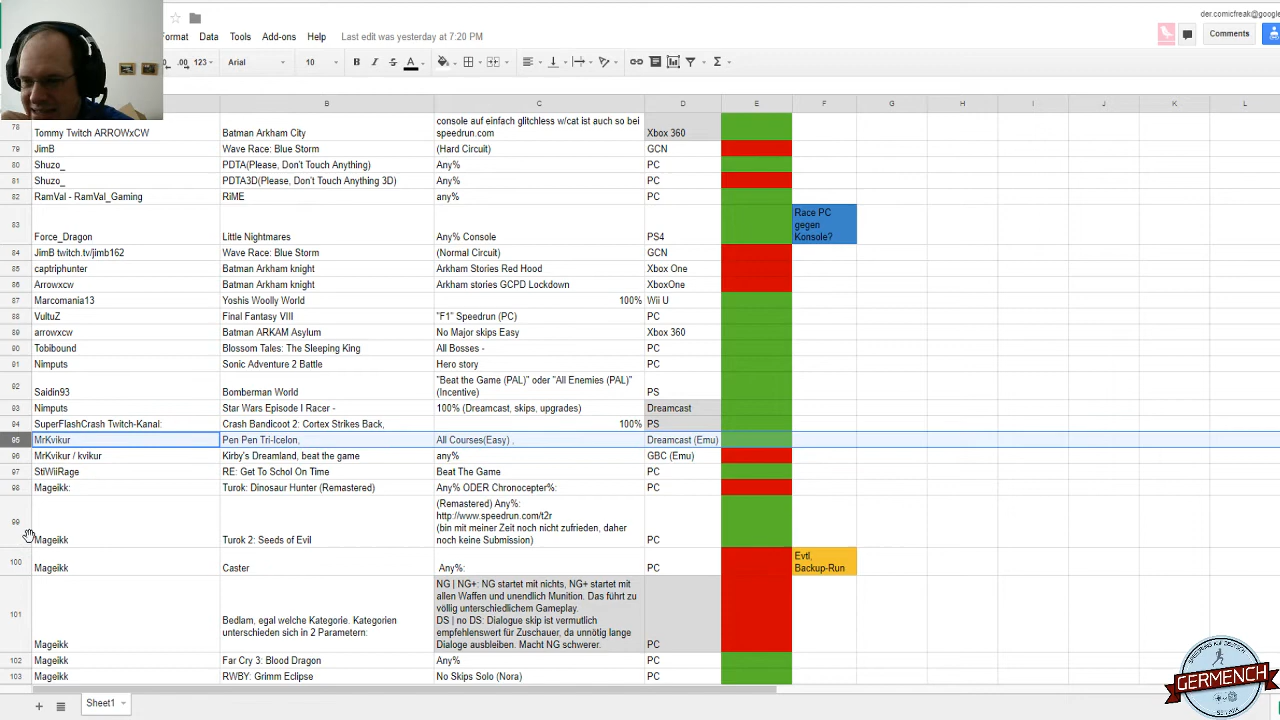 der.comicfreak@google
Format Data Tools Add-ons Help Last edit was yesterday at 7:20 PM
Comments
.00 123 Arial 10 B I A
B C D E F G H I J K L
78 Tommy Twitch ARROWxCW Batman Arkham City console auf einfach glitchless w/cat ist auch so bei
speedrun.com Xbox 360
79 JimB Wave Race: Blue Storm (Hard Circuit) GCN
80 Shuzo_ PDTA(Please, Don't Touch Anything) Any% PC
81 Shuzo_ PDTA3D(Please, Don't Touch Anything 3D) Any% PC
82 RamVal - RamVal_Gaming RiME any% PC
83 Force_Dragon Little Nightmares Any% Console PS4 Race PC
gegen
Konsole?
84 JimB twitch.tv/jimb162 Wave Race: Blue Storm (Normal Circuit) GCN
85 captriphunter Batman Arkham knight Arkham Stories Red Hood Xbox One
86 Arrowxcw Batman Arkham knight Arkham stories GCPD Lockdown XboxOne
87 Marcomania13 Yoshis Woolly World 100% Wii U
88 VultuZ Final Fantasy VIII "F1" Speedrun (PC) PC
89 arrowxcw Batman ARKAM Asylum No Major skips Easy Xbox 360
90 Tobibound Blossom Tales: The Sleeping King All Bosses - PC
91 Nimputs Sonic Adventure 2 Battle Hero story PC
92 Saidin93 Bomberman World "Beat the Game (PAL)" oder "All Enemies (PAL)"
(Incentive) PS
93 Nimputs Star Wars Episode I Racer - 100% (Dreamcast, skips, upgrades) Dreamcast
94 SuperFlashCrash Twitch-Kanal: Crash Bandicoot 2: Cortex Strikes Back, 100% PS
95 MrKvikur Pen Pen Tri-Icelon, All Courses(Easy) , Dreamcast (Emu)
96 MrKvikur / kvikur Kirby's Dreamland, beat the game any% GBC (Emu)
97 StiWiiRage RE: Get To Schol On Time Beat The Game PC
98 Mageikk: Turok: Dinosaur Hunter (Remastered) Any% ODER Chronocepter%: PC
99 Mageikk Turok 2: Seeds of Evil (Remastered) Any%:
http://www.speedrun.com/t2r
(bin mit meiner Zeit noch nicht zufrieden, daher
noch keine Submission) PC
100 Mageikk Caster Any%: PC Evtl.
Backup-Run
101 Mageikk Bedlam, egal welche Kategorie. Kategorien
unterschieden sich in 2 Parametern: NG | NG+: NG startet mit nichts, NG+ startet mit
allen Waffen und unendlich Munition. Das führt zu
völlig unterschiedlichem Gameplay.
DS | no DS: Dialogue skip ist vermutlich
empfehlenswert für Zuschauer, da unnötig lange
Dialoge ausbleiben. Macht NG schwerer. PC
102 Mageikk Far Cry 3: Blood Dragon Any% PC
103 Mageikk RWBY: Grimm Eclipse No Skips Solo (Nora) PC
Sheet1
GERMENCH